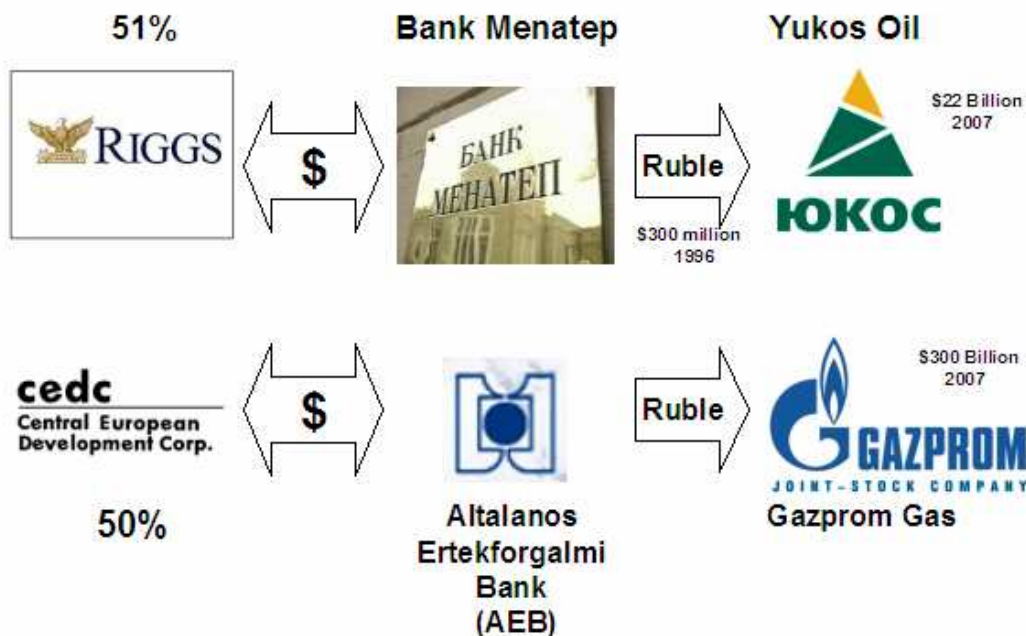 51%
Bank Menatep
Yukos Oil
RIGGS
$
БАНК
МЕНАТЕП
Ruble
$300 million
1996
$22 Billion
2007
ЮКОС
cedc
Central European
Development Corp.
50%
$
Altalanos
Ertekforgalmi
Bank
(AEB)
Ruble
$300 Billion
2007
GAZPROM
JOINT-STOCK COMPANY
Gazprom Gas